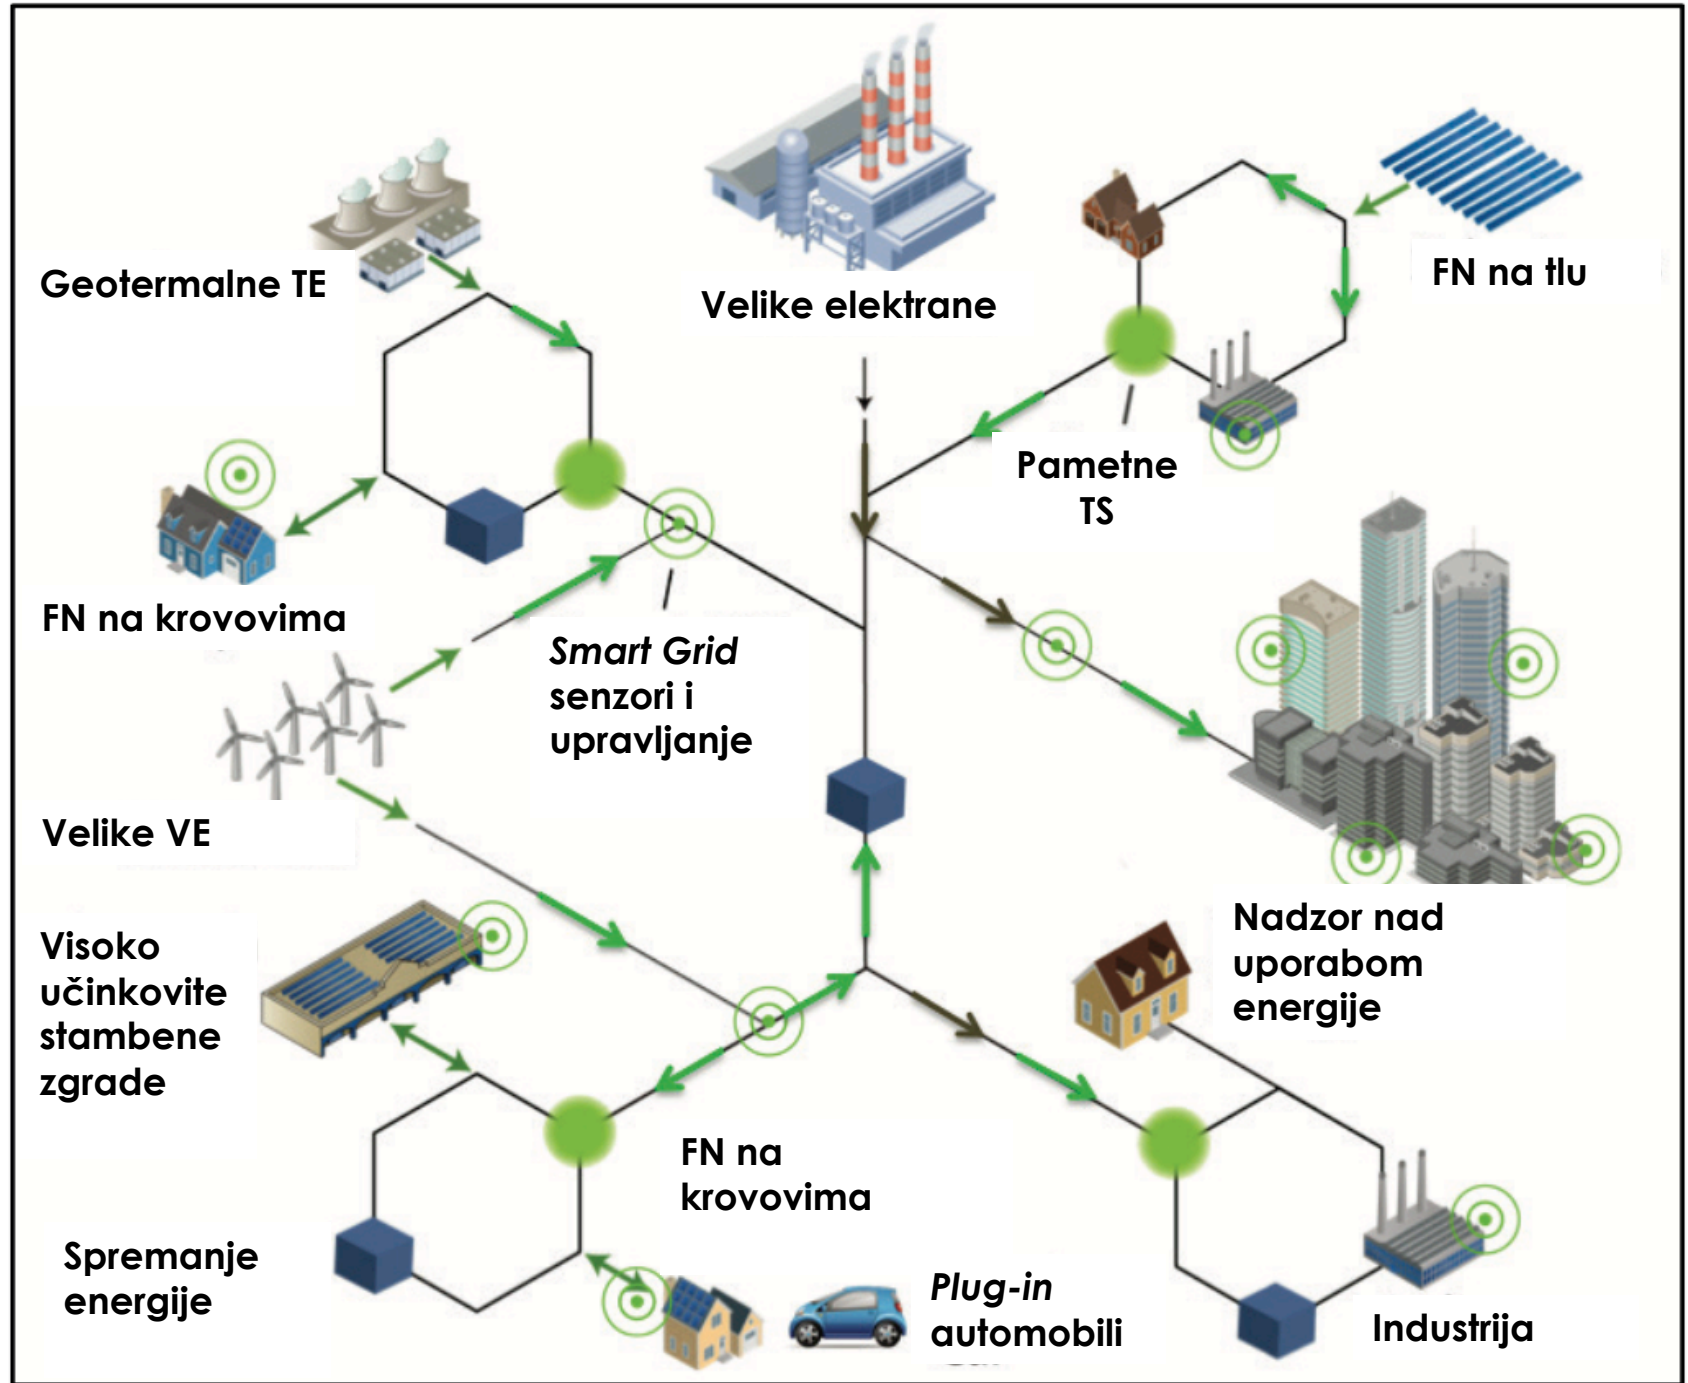 Geotermalne TE
Velike elektrane
FN na tlu
Pametne
TS
FN na krovovima
Smart Grid
senzori i
upravljanje
Velike VE
Visoko
učinkovite
stambene
zgrade
Nadzor nad
uporabom
energije
FN na
krovovima
Spremanje
energije
Plug-in
automobili
Industrija